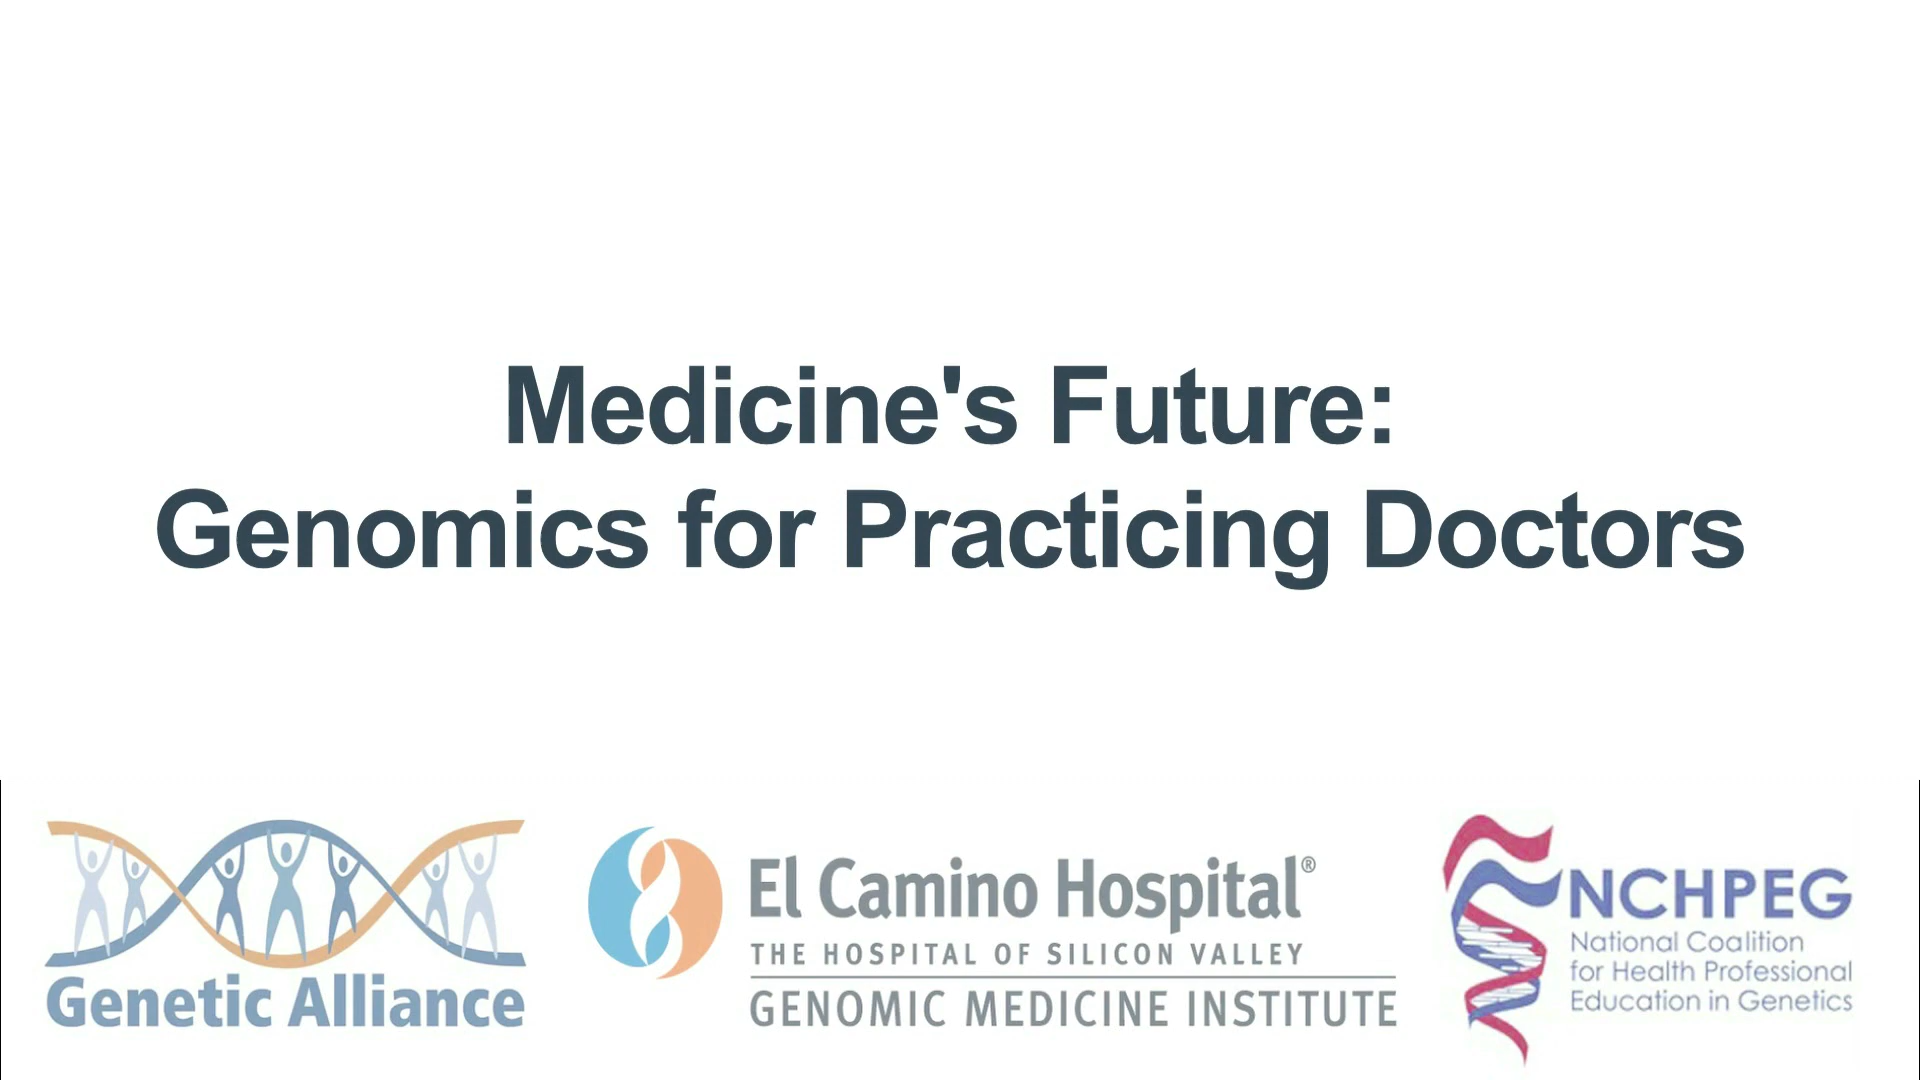 Medicine's Future:
Genomics for Practicing Doctors
Genetic Alliance
El Camino Hospital®
THE HOSPITAL OF SILICON VALLEY
GENOMIC MEDICINE INSTITUTE
NCHPEG
National Coalition
for Health Professional
Education in Genetics